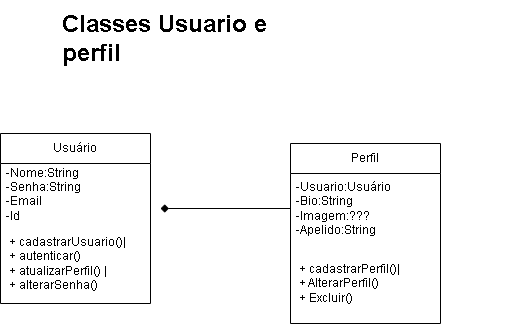 Classes Usuario e
perfil
Usuário
-Nome:String
-Senha:String
-Email
-Id
+ cadastrarUsuario()|
+ autenticar()
+ atualizarPerfil() |
+ alterarSenha()
Perfil
-Usuario:Usuário
-Bio:String
-Imagem:???
-Apelido:String
+ cadastrarPerfil()|
+ AlterarPerfil()
+ Excluir()